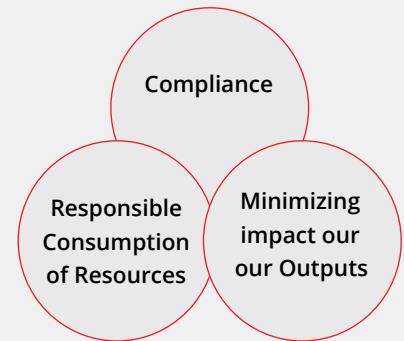 Compliance
Responsible
Consumption
of Resources
Minimizing
impact our
our Outputs